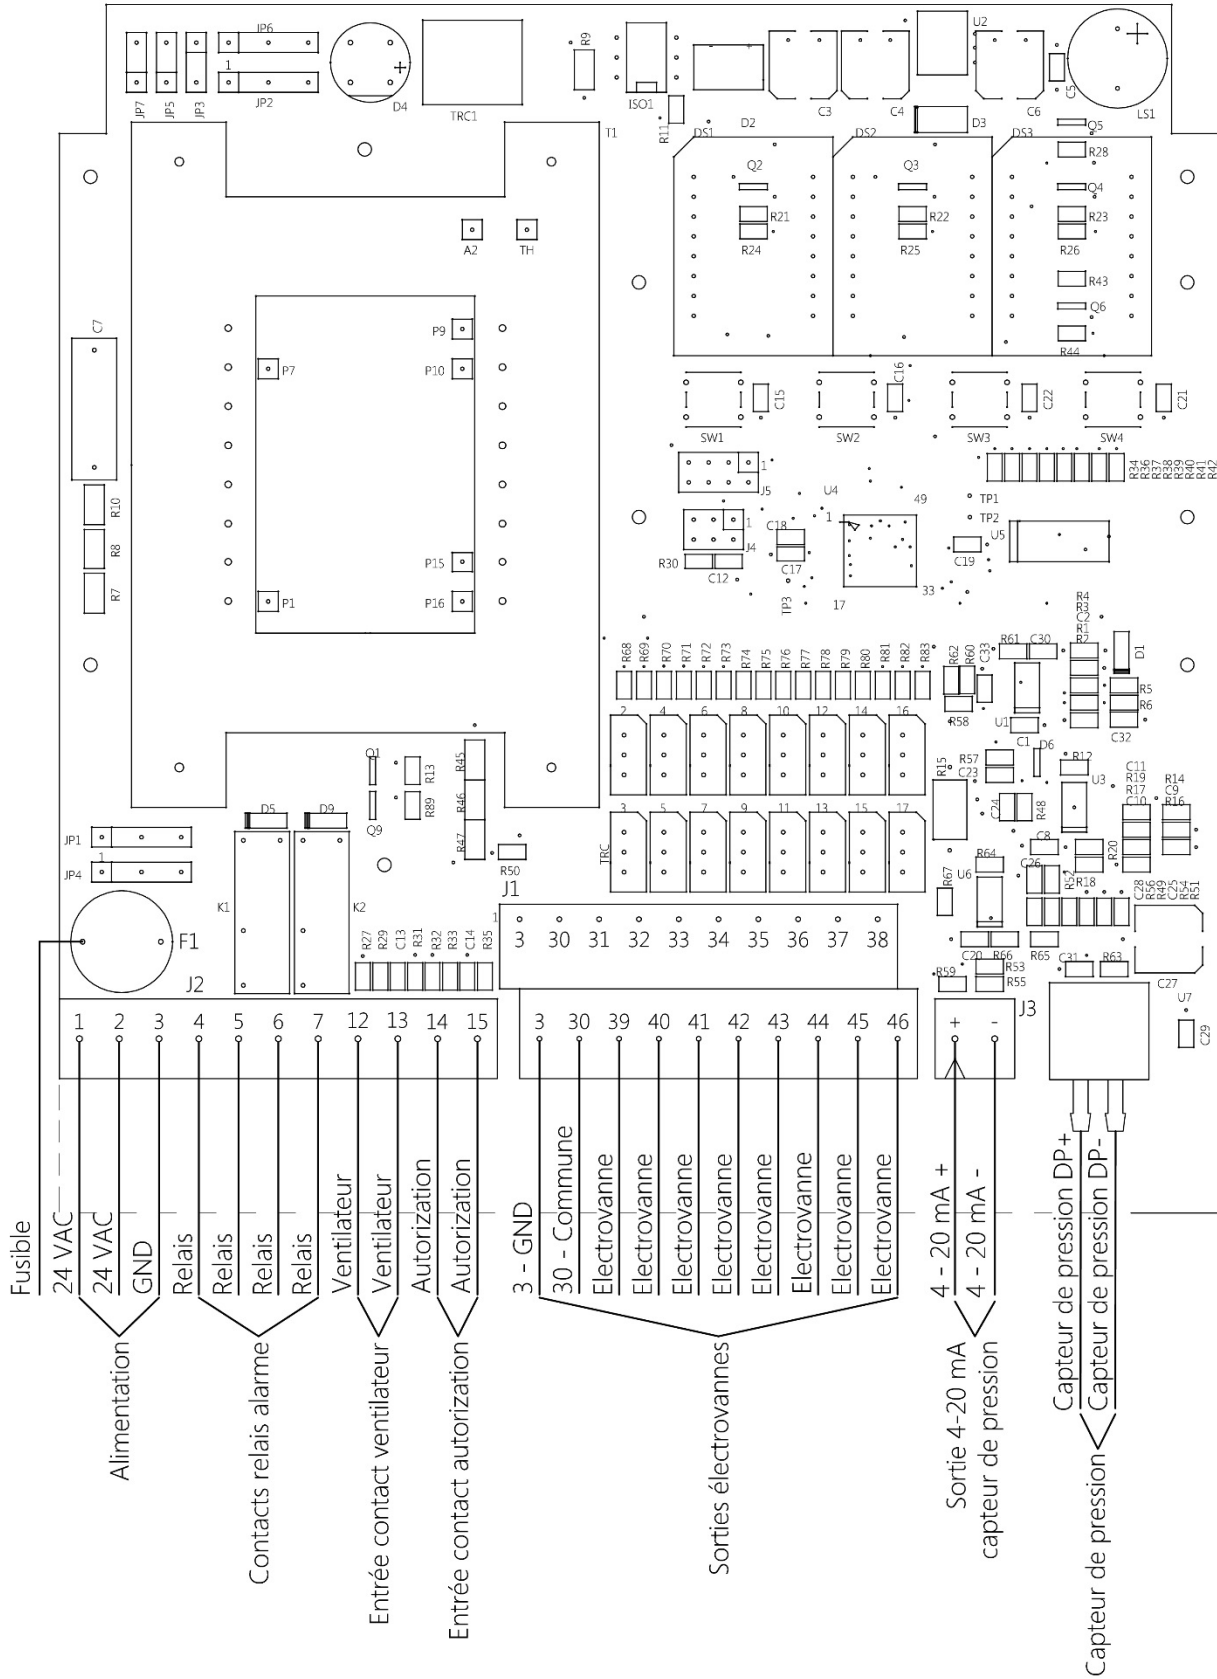 JP7
JP5
JP3
JP6
1
JP2
D4
TRC1
R9
ISO1
R11
D2
C3
C4
U2
D3
C6
C5
LS1
T1
DS1
DS2
DS3
Q5
R28
Q2
Q3
Q4
R21
R22
R23
R24
R25
R26
R43
Q6
R44
A2
TH
C7
P9
P7
P10
P15
P1
P16
R10
R8
R7
C15
C16
C22
C21
SW1
SW2
SW3
SW4
R34
R36
R37
R38
R39
R40
R41
R42
1
J5
U4
49
TP1
TP2
U5
1
J4
C18
1
R30
C12
C17
C19
TP3
17
33
R4
R3
C2
R1
R2
R68
R69
R70
R71
R72
R73
R74
R75
R76
R77
R78
R79
R80
R81
R82
R83
R62
R60
C33
R61
C30
D1
R5
R6
C32
R58
U1
C1
D6
2
4
6
8
10
12
14
16
R57
C23
R15
R12
U3
C11
R19
R17
C10
R14
C9
R16
Q1
R13
R45
Q9
R89
R46
R47
R50
D5
D9
3
5
7
9
11
13
15
17
TRC
C24
R48
C8
R20
R64
R67
U6
C26
R52
R18
C28
R56
R49
C25
R54
R51
JP1
1
JP4
K1
K2
F1
J1
1
3 30 31 32 33 34 35 36 37 38
R27
R29
C13
R31
R32
R33
C14
R35
C20
R66
R65
R59
R53
R55
C31
R63
C27
U7
C29
J2
J3
1 2 3 4 5 6 7 12 13 14 15
3 30 39 40 41 42 43 44 45 46
+ -
Fusible
24 VAC
24 VAC
GND
Relais
Relais
Relais
Relais
Ventilateur
Ventilateur
Autorization
Autorization
3 - GND
30 - Commune
Electrovanne
Electrovanne
Electrovanne
Electrovanne
Electrovanne
Electrovanne
Electrovanne
Electrovanne
4 - 20 mA +
4 - 20 mA -
Capteur de pression DP+
Capteur de pression DP-
Alimentation
Contacts relais alarme
Entrée contact ventilateur
Entrée contact autorization
Sorties électrovannes
Sortie 4-20 mA
capteur de pression
Capteur de pression